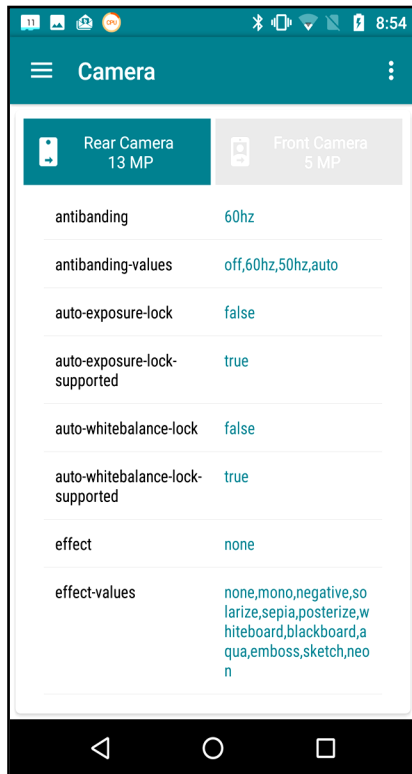 11 CPU 8:54
Camera
Rear Camera
13 MP
Front Camera
5 MP
antibanding 60hz
antibanding-values off,60hz,50hz,auto
auto-exposure-lock false
auto-exposure-lock- true
supported
auto-whitebalance-lock false
auto-whitebalance-lock- true
supported
effect none
effect-values none,mono,negative,so
larize,sepia,posterize,w
hiteboard,blackboard,a
qua,emboss,sketch,neo
n